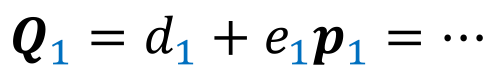 𝑸₁ = 𝑑₁ + 𝑒₁𝒑₁ = ⋯